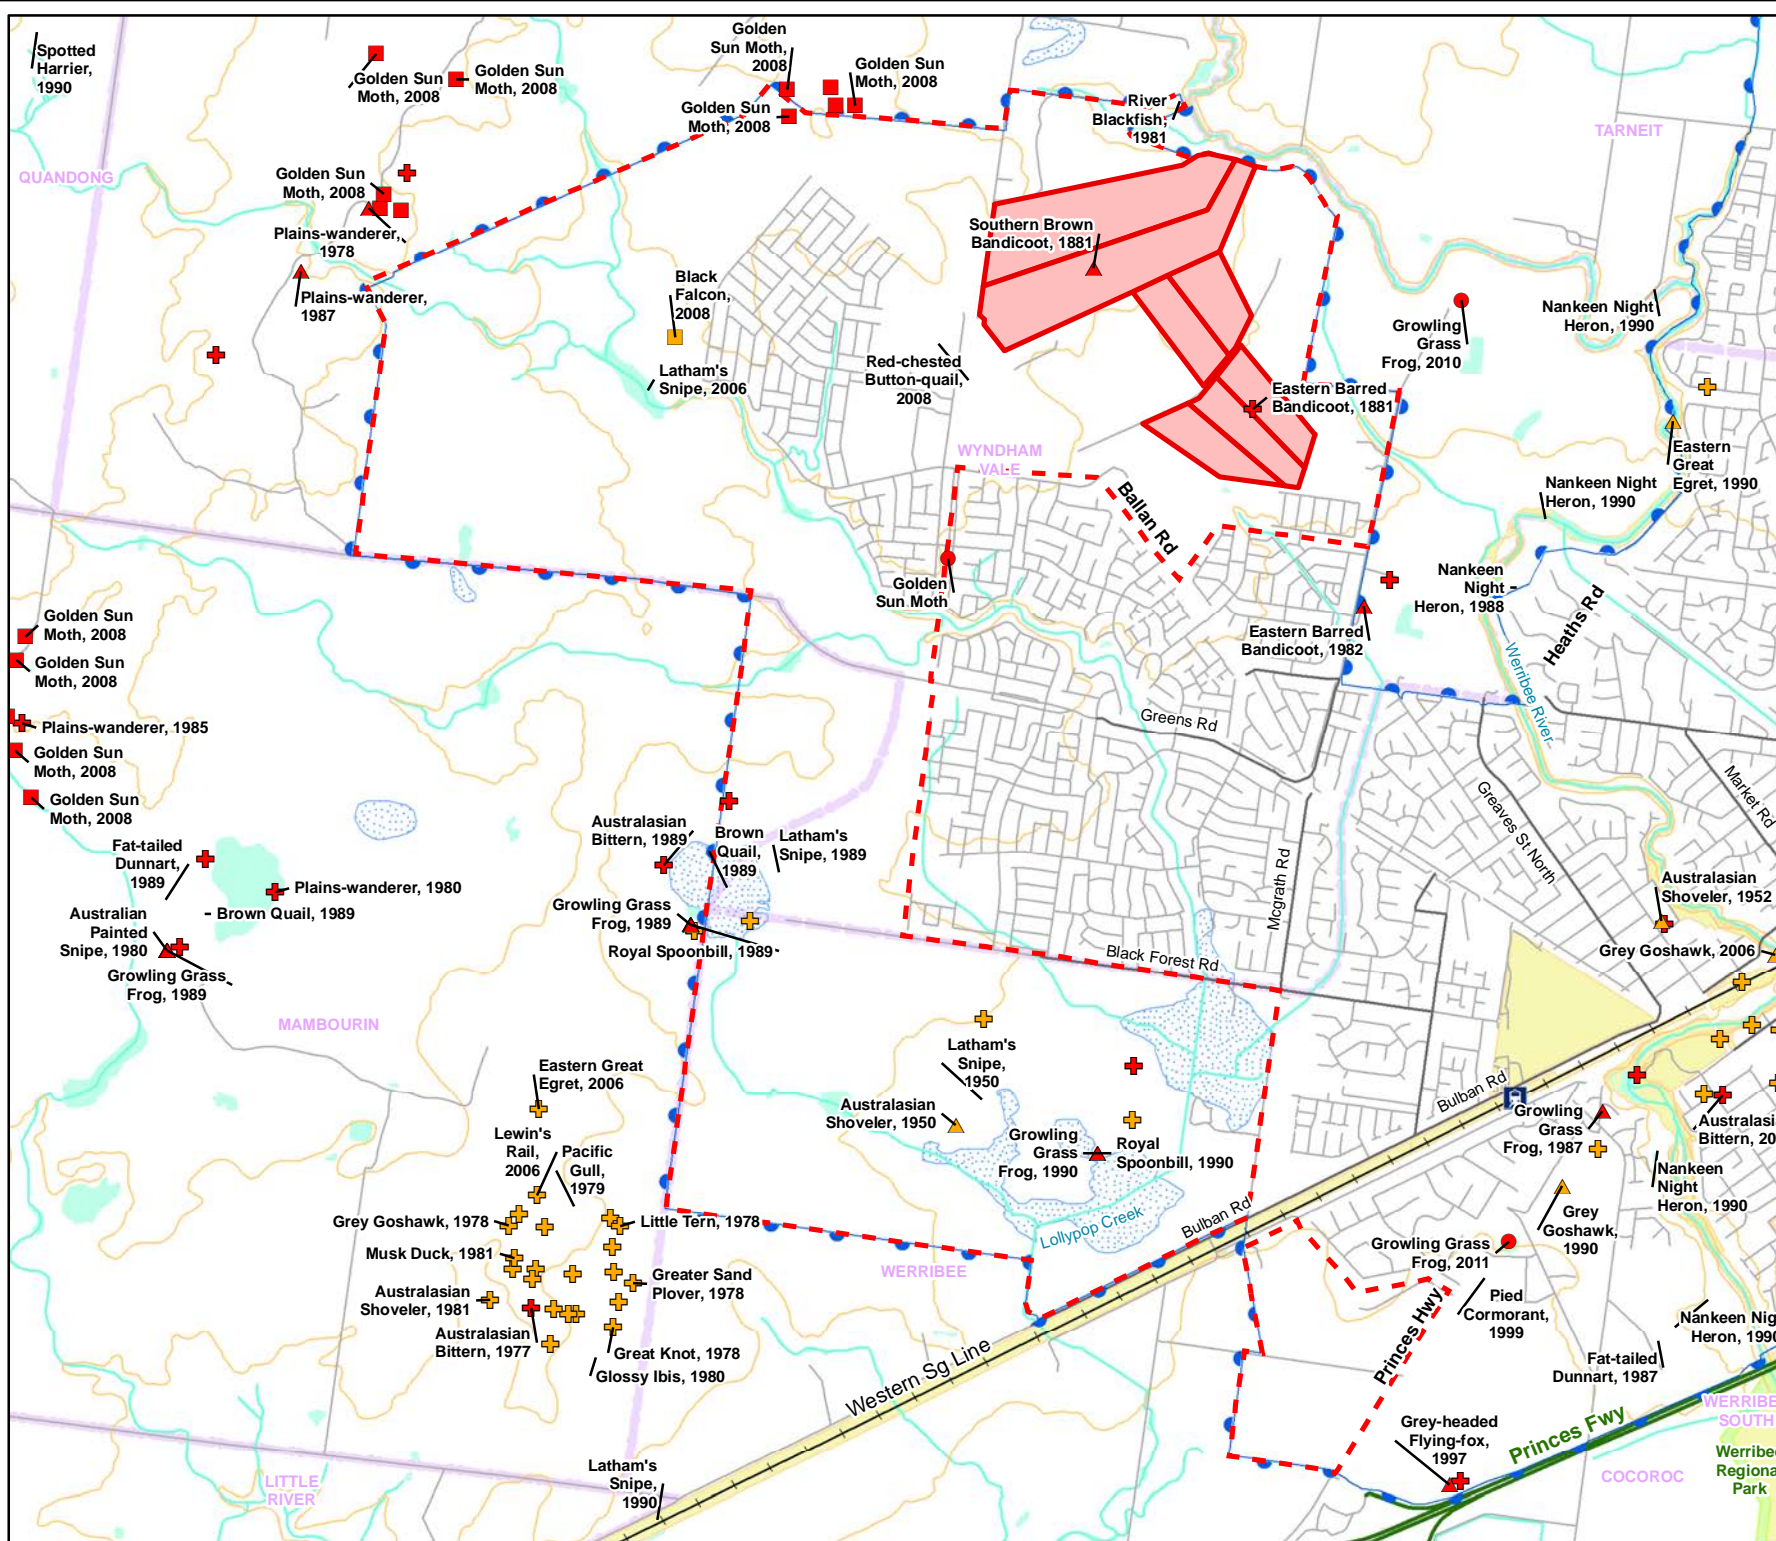 Spotted
Harrier,
1990
Golden Sun
Moth, 2008
Golden Sun
Moth, 2008
Golden
Sun Moth,
2008
Golden Sun
Moth, 2008
Golden Sun
Moth, 2008
River
Blackfish,
1981
TARNEIT
QUANDONG
Golden Sun
Moth, 2008
Plains-wanderer,
1978
Plains-wanderer,
1987
Southern Brown
Bandicoot, 1881
Black
Falcon,
2008
Latham's
Snipe, 2006
Red-chested
Button-quail,
2008
Growling
Grass
Frog, 2010
Nankeen Night
Heron, 1990
Eastern Barred
Bandicoot, 1881
WYNDHAM
VALE
Eastern
Great
Egret, 1990
Nankeen Night
Heron, 1990
Ballan Rd
Golden
Sun Moth
Nankeen
Night
Heron, 1988
Heaths Rd
Eastern Barred
Bandicoot, 1982
Werribee River
Golden Sun
Moth, 2008
Golden Sun
Moth, 2008
Plains-wanderer, 1985
Golden Sun
Moth, 2008
Golden Sun
Moth, 2008
Greens Rd
Greaves St North
Market Rd
Mcgrath Rd
Fat-tailed
Dunnart,
1989
Plains-wanderer, 1980
Brown Quail, 1989
Australian
Painted
Snipe, 1980
Growling Grass
Frog, 1989
Australasian
Bittern, 1989
Brown
Quail,
1989
Latham's
Snipe, 1989
Growling Grass
Frog, 1989
Royal Spoonbill, 1989
Black Forest Rd
Australasian
Shoveler, 1952
Grey Goshawk, 2006
MAMBOURIN
Latham's
Snipe,
1950
Australasian
Shoveler, 1950
Growling
Grass
Frog, 1990
Royal
Spoonbill, 1990
Bulban Rd
Growling
Grass
Frog, 1987
Australasi
Bittern, 20
Eastern Great
Egret, 2006
Lewin's
Rail,
2006
Pacific
Gull,
1979
Grey Goshawk, 1978
Little Tern, 1978
Musk Duck, 1981
Greater Sand
Plover, 1978
Australasian
Shoveler, 1981
Australasian
Bittern, 1977
Great Knot, 1978
Glossy Ibis, 1980
Lollypop Creek
Bulban Rd
WERRIBEE
Nankeen
Night
Heron, 1990
Grey
Goshawk,
1990
Growling Grass
Frog, 2011
Pied
Cormorant,
1999
Princes Hwy
Nankeen Nig
Heron, 1990
Fat-tailed
Dunnart, 1987
Western Sg Line
Grey-headed
Flying-fox,
1997
Princes Fwy
WERRIBE
SOUTH
Werribe
Regiona
Park
COCOROC
Latham's
Snipe,
1990
LITTLE
RIVER